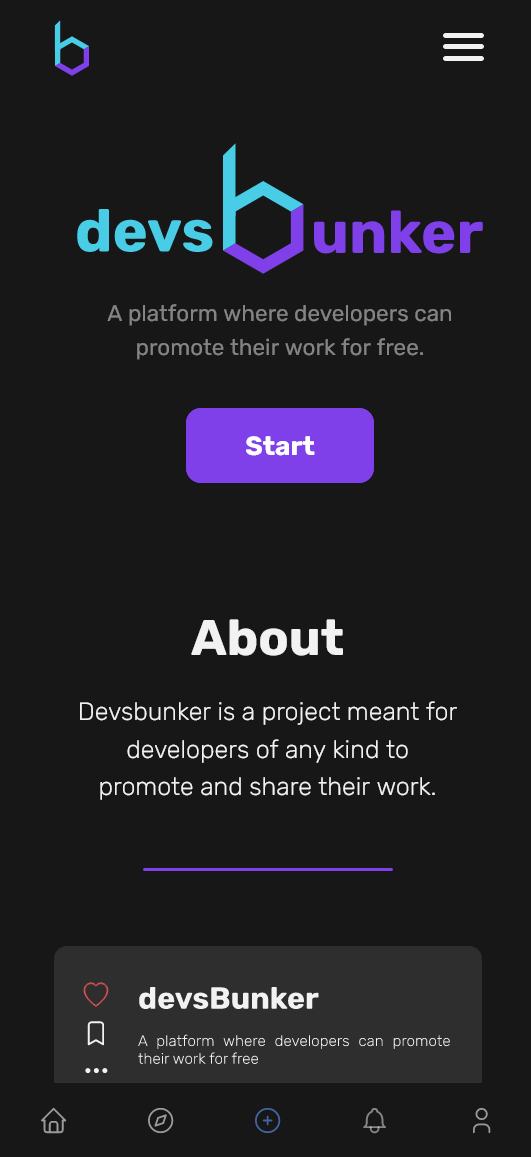 devsbunker
A platform where developers can
promote their work for free.
Start
About
Devsbunker is a project meant for
developers of any kind to
promote and share their work.
devsBunker
A platform where developers can promote
their work for free